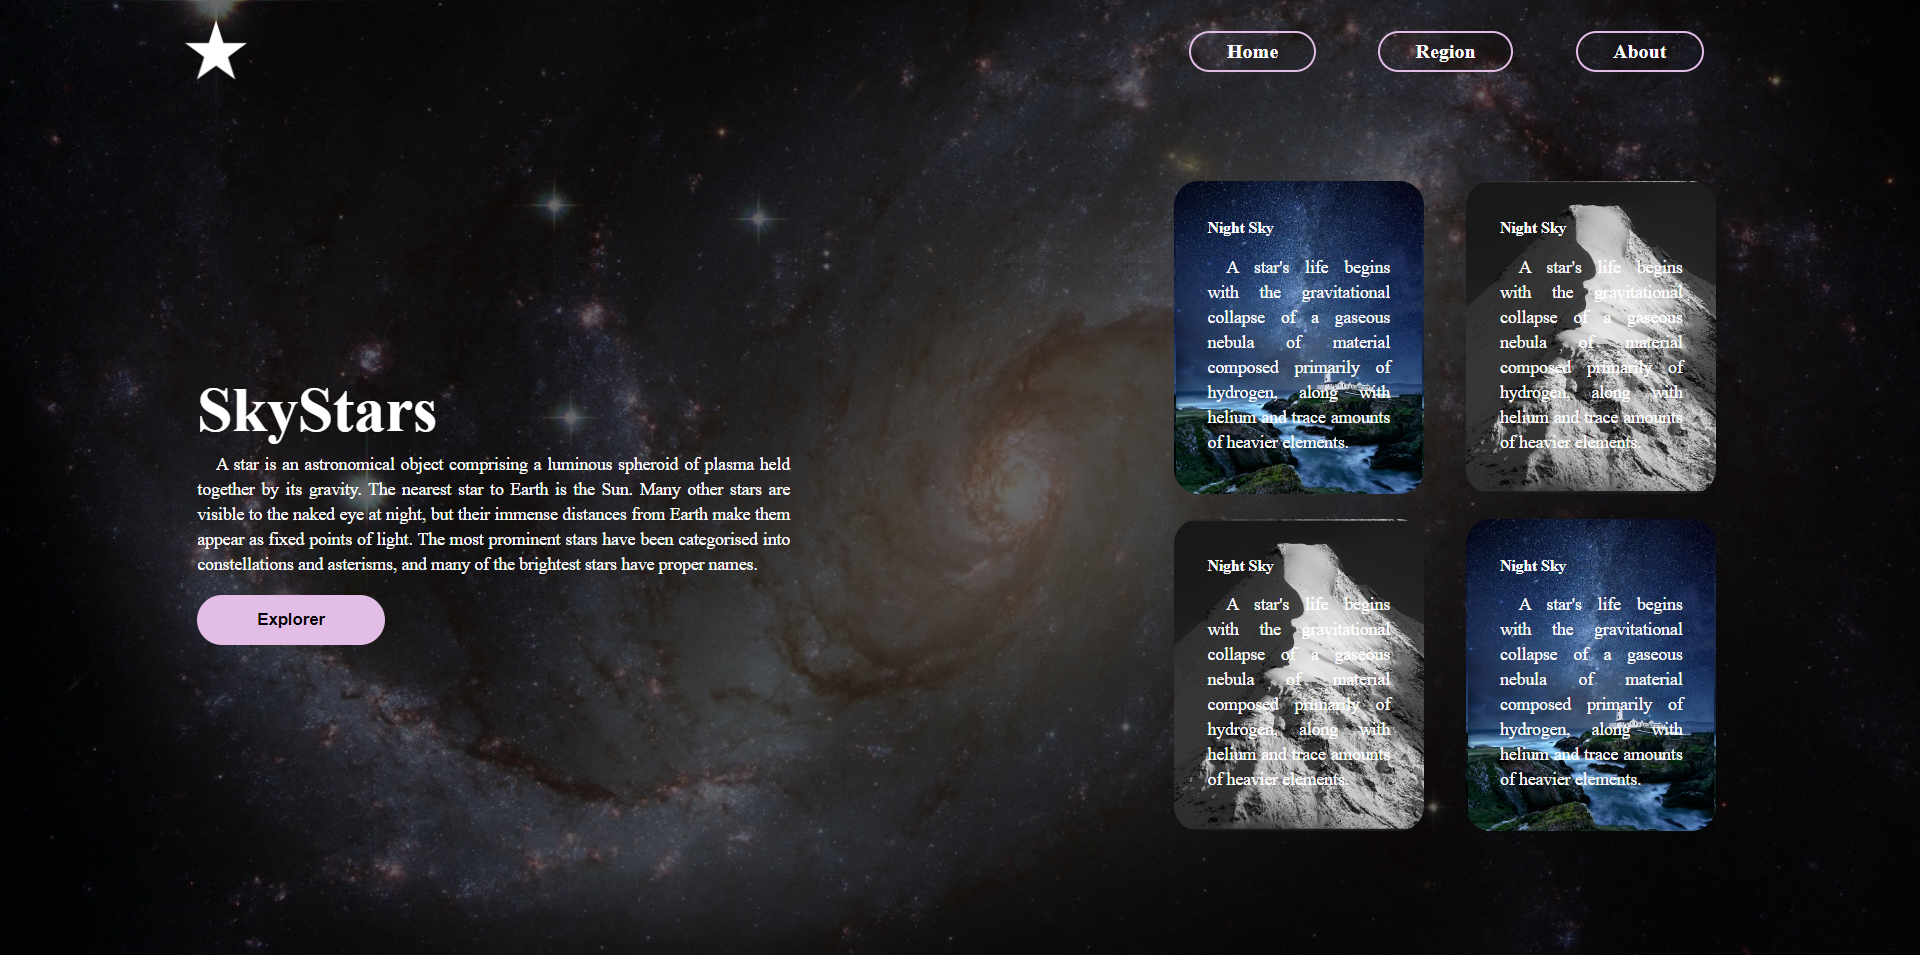 Home
Region
About
SkyStars
A star is an astronomical object comprising a luminous spheroid of plasma held
together by its gravity. The nearest star to Earth is the Sun. Many other stars are
visible to the naked eye at night, but their immense distances from Earth make them
appear as fixed points of light. The most prominent stars have been categorised into
constellations and asterisms, and many of the brightest stars have proper names.
Explorer
Night Sky
A star's life begins
with the gravitational
collapse of a gaseous
nebula of material
composed primarily of
hydrogen, along with
helium and trace amounts
of heavier elements.
Night Sky
A star's life begins
with the gravitational
collapse of a gaseous
nebula of material
composed primarily of
hydrogen, along with
helium and trace amounts
of heavier elements.
Night Sky
A star's life begins
with the gravitational
collapse of a gaseous
nebula of material
composed primarily of
hydrogen, along with
helium and trace amounts
of heavier elements.
Night Sky
A star's life begins
with the gravitational
collapse of a gaseous
nebula of material
composed primarily of
hydrogen, along with
helium and trace amounts
of heavier elements.